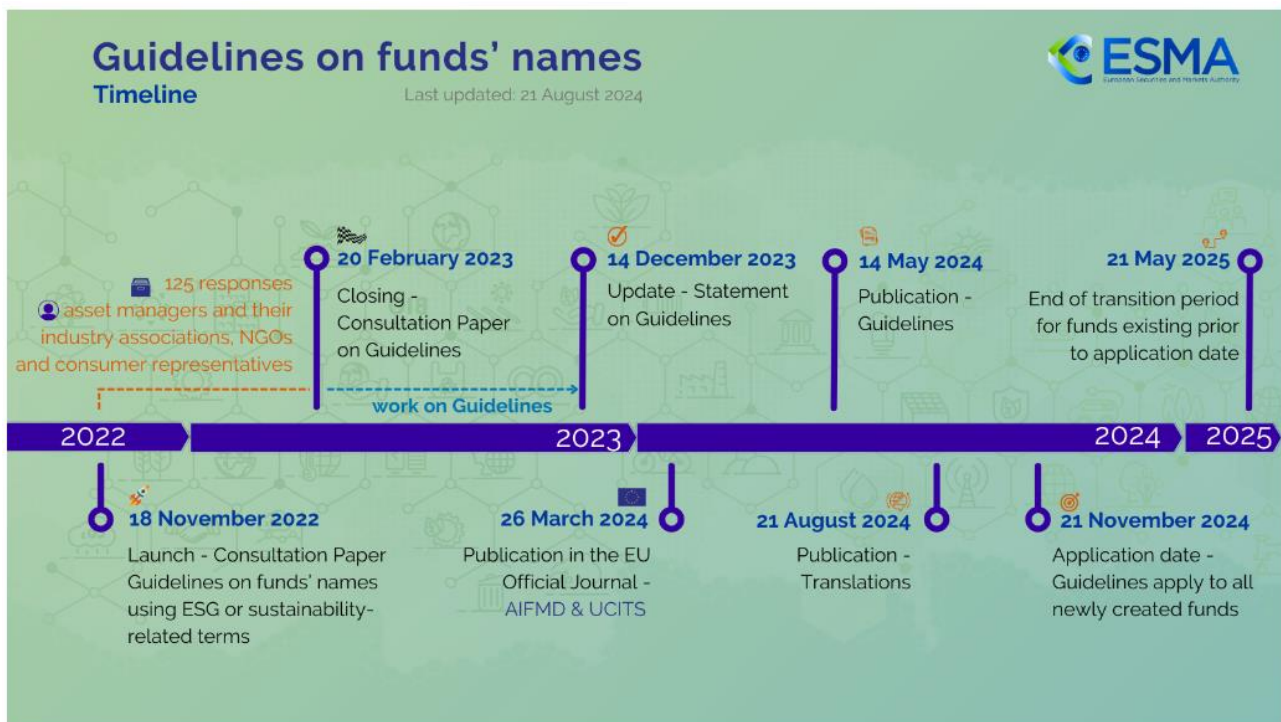 Guidelines on funds' names
Timeline
Last updated: 21 August 2024
ESMA
European Securities and Markets Authority
125 responses
asset managers and their
industry associations, NGOs
and consumer representatives
20 February 2023
Closing -
Consultation Paper
on Guidelines
work on Guidelines
14 December 2023
Update - Statement
on Guidelines
14 May 2024
Publication -
Guidelines
21 May 2025
End of transition period
for funds existing prior
to application date
2022
2023
2024
2025
18 November 2022
Launch - Consultation Paper
Guidelines on funds' names
using ESG or sustainability-
related terms
26 March 2024
Publication in the EU
Official Journal -
AIFMD & UCITS
21 August 2024
Publication -
Translations
21 November 2024
Application date -
Guidelines apply to all
newly created funds